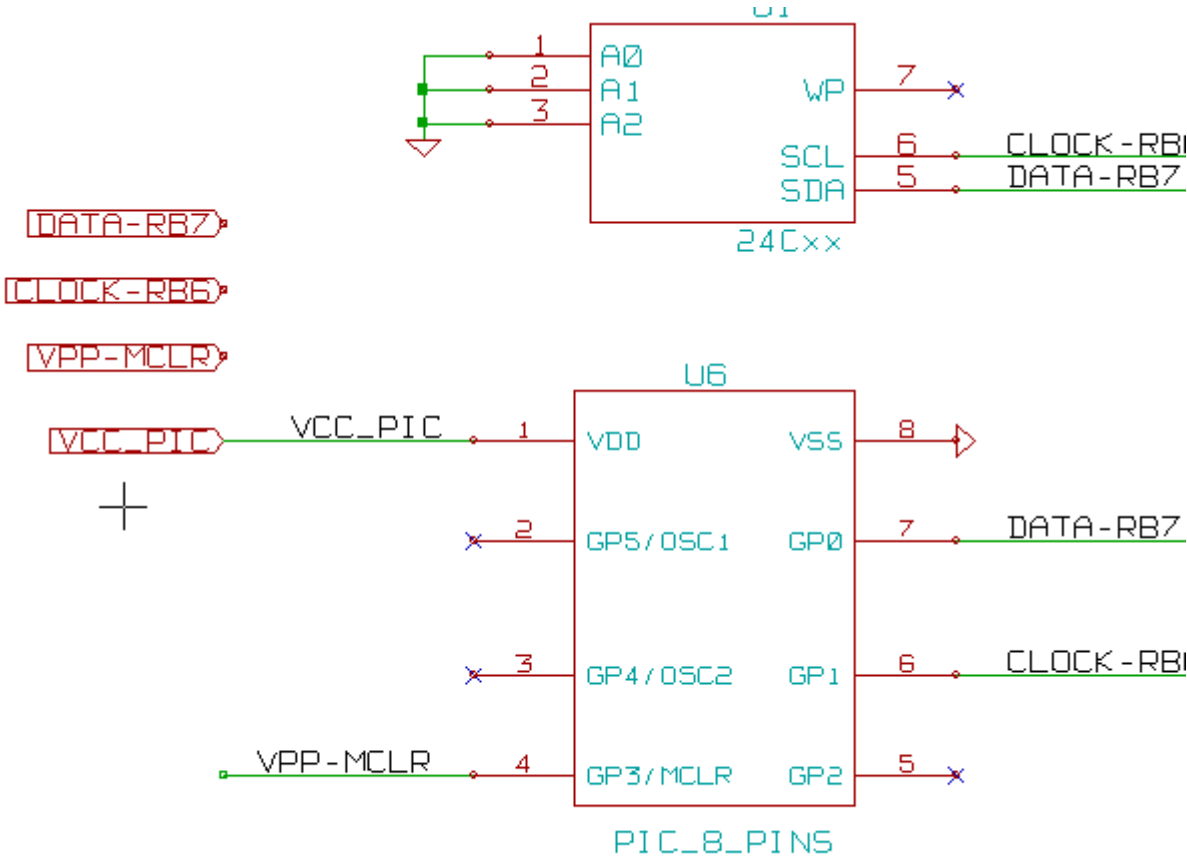 U1
1
A0
2
A1
3
A2
WP
7
SCL
6
CLOCK-RB
SDA
5
DATA-RB7
24Cxx
DATA-RB7
CLOCK-RB6
VPP-MCLR
VCC_PIC
U6
VCC_PIC
1
VDD
VSS
8
2
GP5/OSC1
GP0
7
DATA-RB7
3
GP4/OSC2
GP1
6
CLOCK-RB
VPP-MCLR
4
GP3/MCLR
GP2
5
PIC_8_PINS